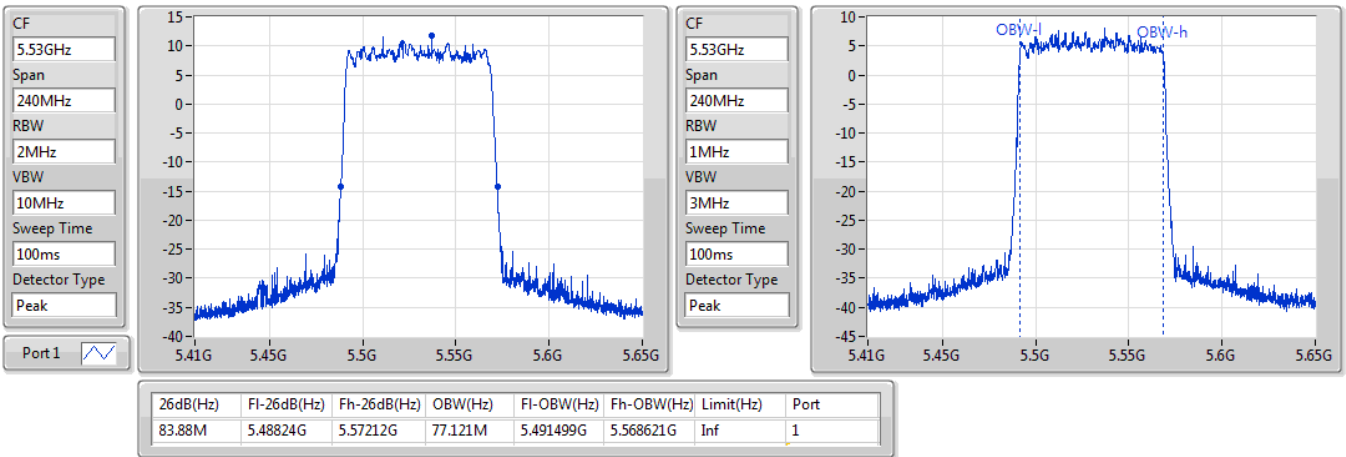 CF
5.53GHz
Span
240MHz
RBW
2MHz
VBW
10MHz
Sweep Time
100ms
Detector Type
Peak
Port 1
15
10
5
0
-5
-10
-15
-20
-25
-30
-35
-40
5.41G 5.45G 5.5G 5.55G 5.6G 5.65G
CF
5.53GHz
Span
240MHz
RBW
1MHz
VBW
3MHz
Sweep Time
100ms
Detector Type
Peak
10
5
0
-5
-10
-15
-20
-25
-30
-35
-40
-45
OBW-l OBW-h
5.41G 5.45G 5.5G 5.55G 5.6G 5.65G
26dB(Hz) Fl-26dB(Hz) Fh-26dB(Hz) OBW(Hz) Fl-OBW(Hz) Fh-OBW(Hz) Limit(Hz) Port
83.88M 5.48824G 5.57212G 77.121M 5.491499G 5.568621G Inf 1